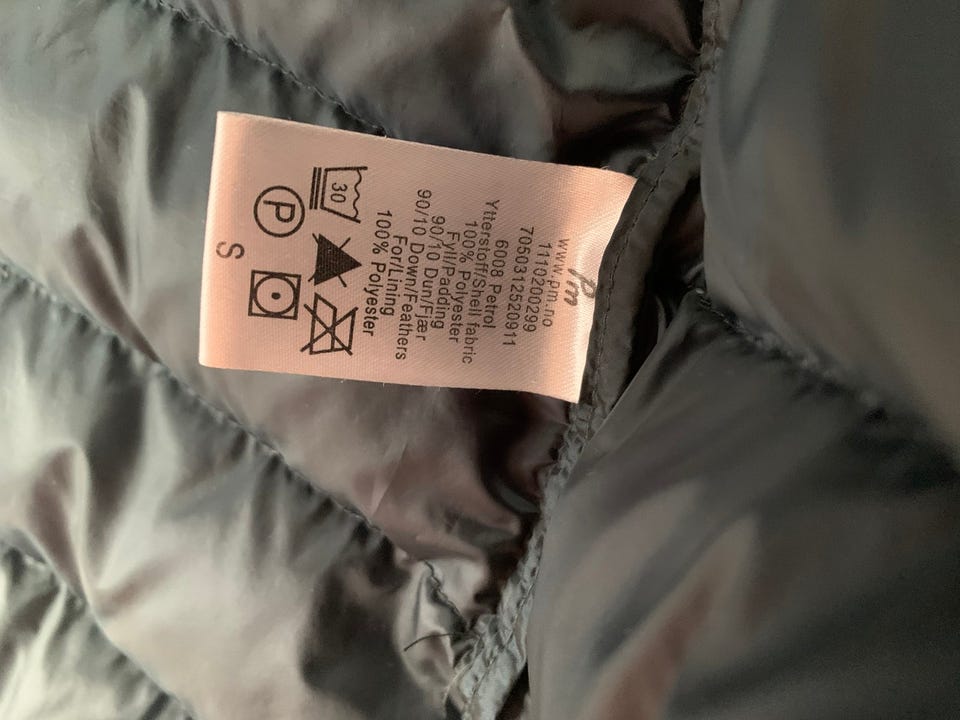 pm
www.pm.no
1110200299
7050312520911
6008 Petrol
Ytterstoff/Shell fabric
100% Polyester
Fyll/Padding
90/10 Dun/Fjær
90/10 Down/Feathers
For/Lining
100% Polyester
30
P
S